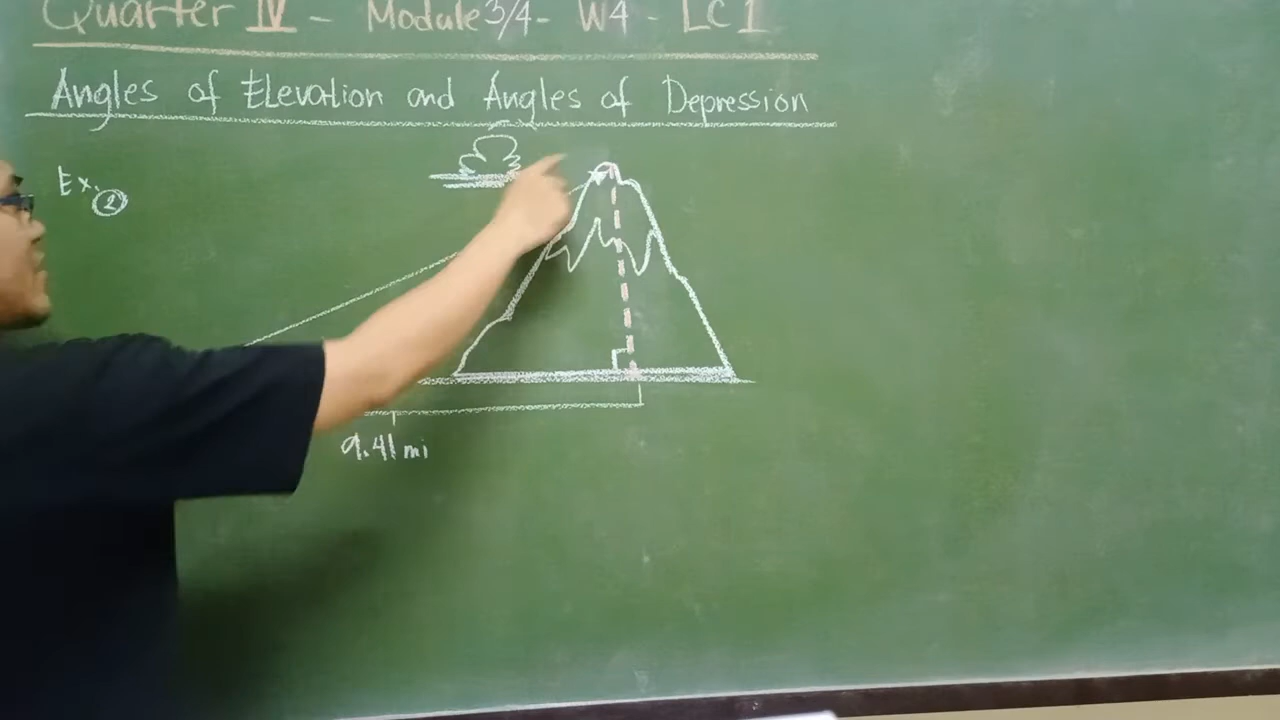 Quarter IV - Module 3/4 - W4 - LC 1
Angles of Elevation and Angles of Depression
Ex. 2
9.41 mi